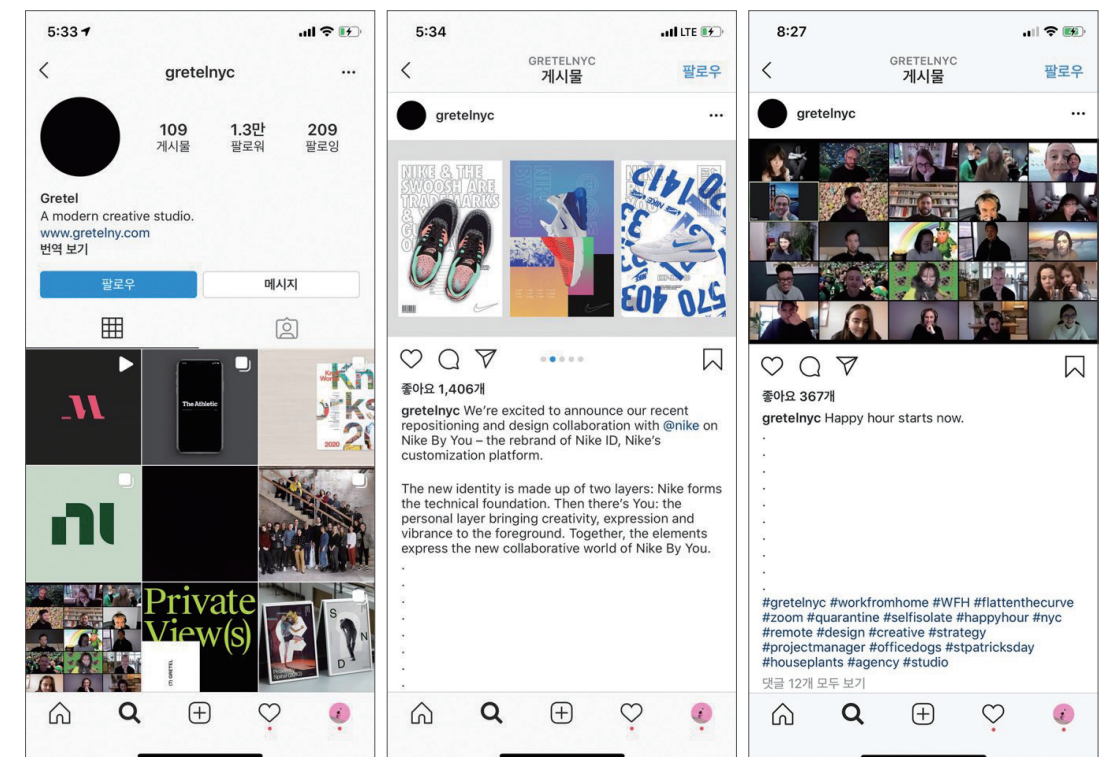 5:33
gretelnyc
109
1.3만
209
게시물
팔로워
팔로잉
Gretel
A modern creative studio.
www.gretelny.com
번역 보기
팔로우
메시지
The Athletic
2020
Private
View(s)
(7) GRETEL
S
N
D
5:34
LTE
GRETELNYC
게시물
팔로우
gretelnyc
NIKE & THE
SWOOSH ARE
TRADEMARKS
&
좋아요 1,406개
gretelnyc We're excited to announce our recent
repositioning and design collaboration with @nike on
Nike By You – the rebrand of Nike ID, Nike's
customization platform.
The new identity is made up of two layers: Nike forms
the technical foundation. Then there's You: the
personal layer bringing creativity, expression and
vibrance to the foreground. Together, the elements
express the new collaborative world of Nike By You.
.
.
.
.
.
.
.
8:27
GRETELNYC
게시물
팔로우
gretelnyc
좋아요 367개
gretelnyc Happy hour starts now.
.
.
.
.
.
.
.
.
.
.
#gretelnyc #workfromhome #WFH #flattenthecurve
#zoom #quarantine #selfisolate #happyhour #nyc
#remote #design #creative #strategy
#projectmanager #officedogs #stpatricksday
#houseplants #agency #studio
댓글 12개 모두 보기